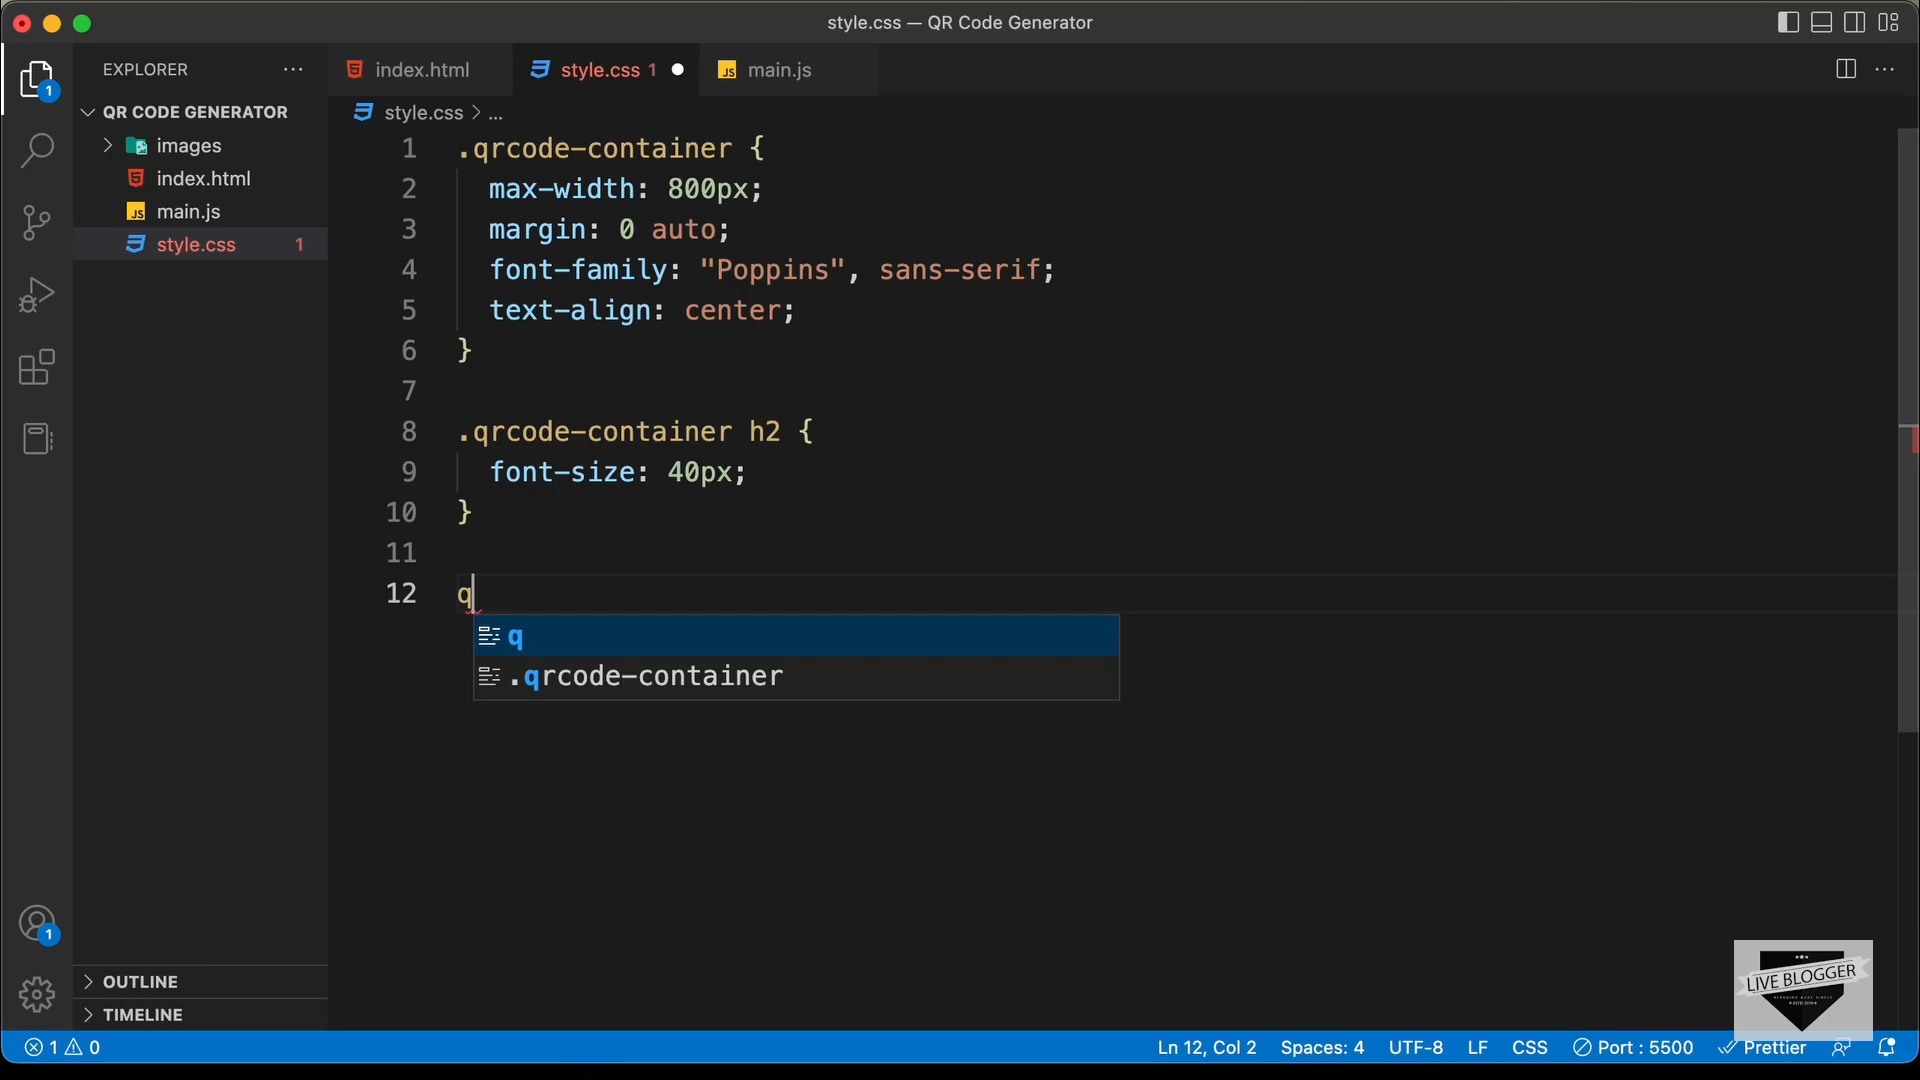 style.css — QR Code Generator
EXPLORER
index.html
style.css 1
main.js
1
QR CODE GENERATOR
style.css > ...
images
index.html
main.js
style.css 1
1 .qrcode-container {
2 max-width: 800px;
3 margin: 0 auto;
4 font-family: "Poppins", sans-serif;
5 text-align: center;
6 }
7
8 .qrcode-container h2 {
9 font-size: 40px;
10 }
11
12 q
q
.qrcode-container
1
OUTLINE
TIMELINE
LIVE BLOGGER
1 0
Ln 12, Col 2 Spaces: 4 UTF-8 LF CSS Port : 5500 Prettier